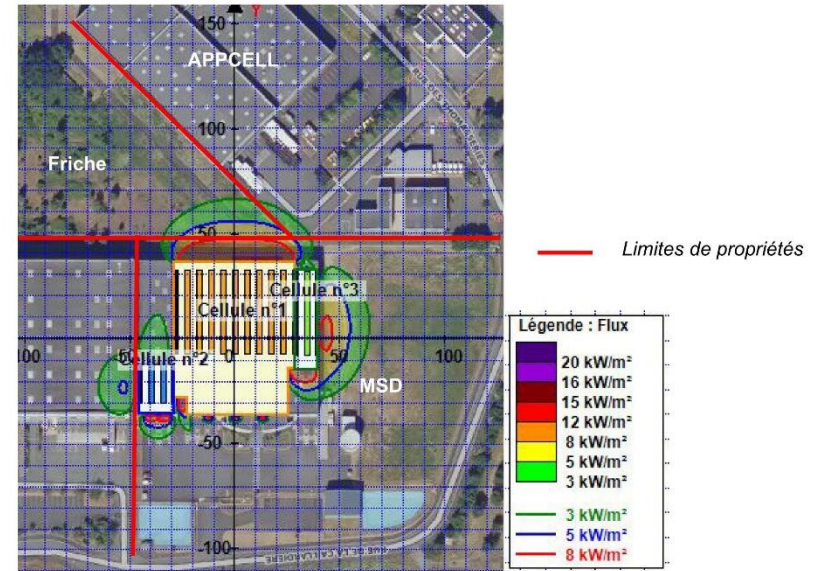 150
Y
APPCELL
100
Friche
50
Limites de propriétés
Cellule n°3
Cellule n°1
Légende : Flux
100
-50
Cellule n°2
0
50
100
20 kW/m²
16 kW/m²
MSD
15 kW/m²
12 kW/m²
8 kW/m²
-50
5 kW/m²
3 kW/m²
3 kW/m²
5 kW/m²
-100
8 kW/m²